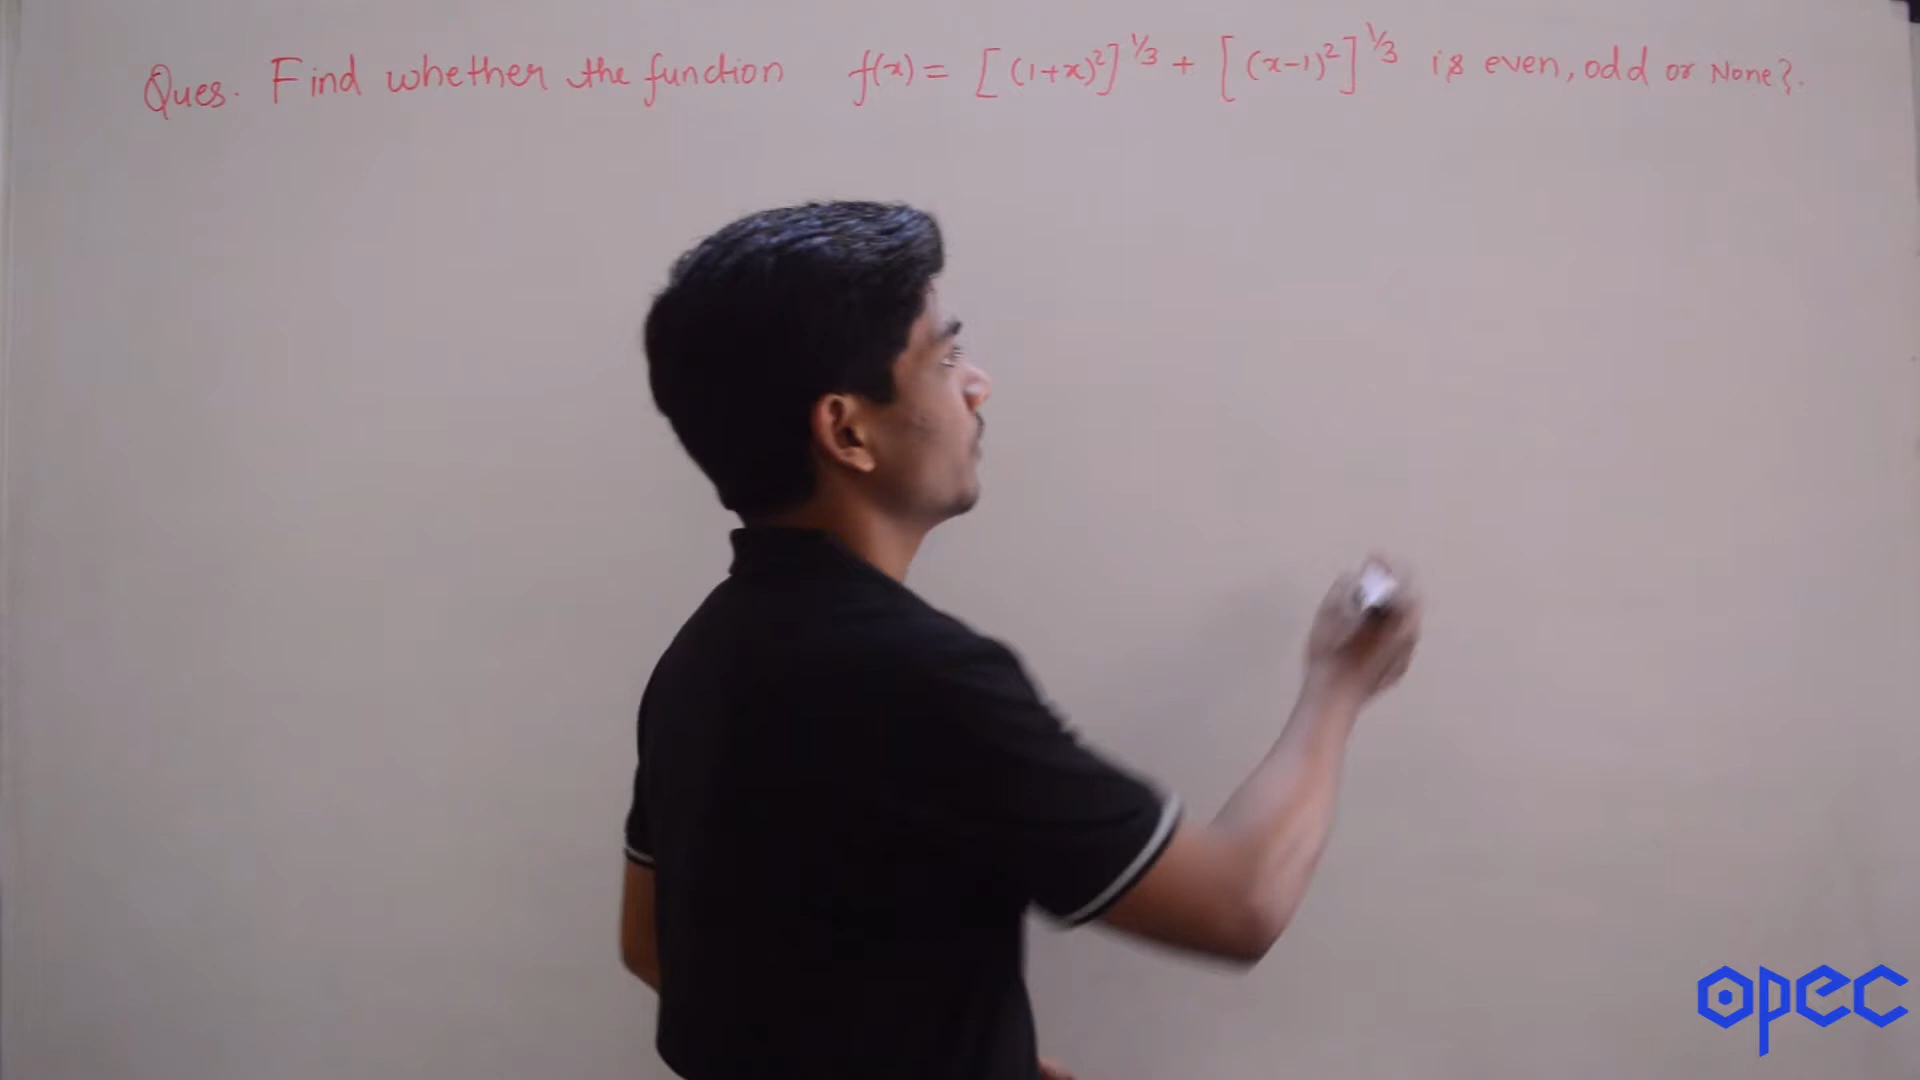 Ques. Find whether the function f(x) = [(1+x)²]^1/3 + [(x-1)²]^1/3 is even, odd or None?.
opec